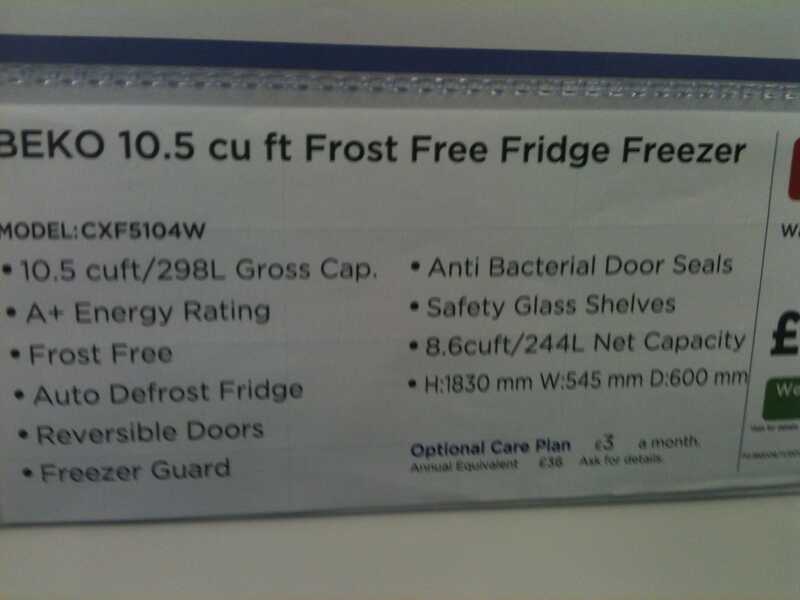 BEKO 10.5 cu ft Frost Free Fridge Freezer
MODEL:CXF5104W
• 10.5 cuft/298L Gross Cap.
• A+ Energy Rating
• Frost Free
• Auto Defrost Fridge
• Reversible Doors
• Freezer Guard
• Anti Bacterial Door Seals
• Safety Glass Shelves
• 8.6cuft/244L Net Capacity
• H:1830 mm W:545 mm D:600 mm
Optional Care Plan £3 a month.
Annual Equivalent £36 Ask for details.
£